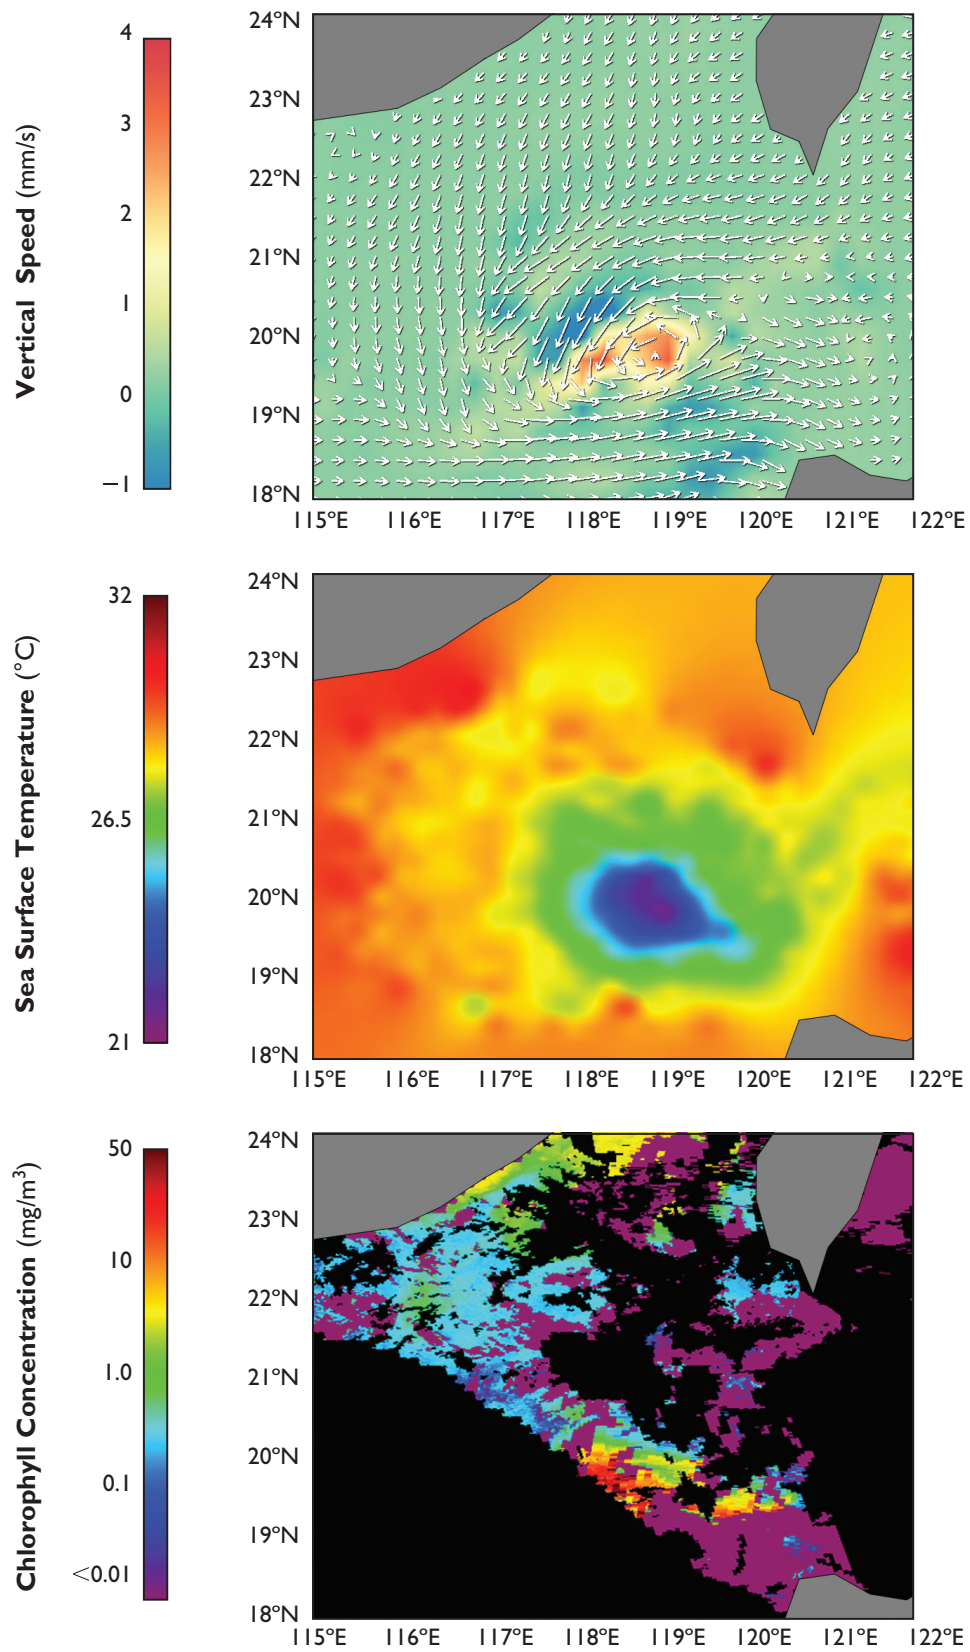 Vertical Speed (mm/s)
4
3
2
1
0
−1
24°N
23°N
22°N
21°N
20°N
19°N
18°N
115°E 116°E 117°E 118°E 119°E 120°E 121°E 122°E
Sea Surface Temperature (°C)
32
26.5
21
24°N
23°N
22°N
21°N
20°N
19°N
18°N
115°E 116°E 117°E 118°E 119°E 120°E 121°E 122°E
Chlorophyll Concentration (mg/m³)
50
10
1.0
0.1
<0.01
24°N
23°N
22°N
21°N
20°N
19°N
18°N
115°E 116°E 117°E 118°E 119°E 120°E 121°E 122°E